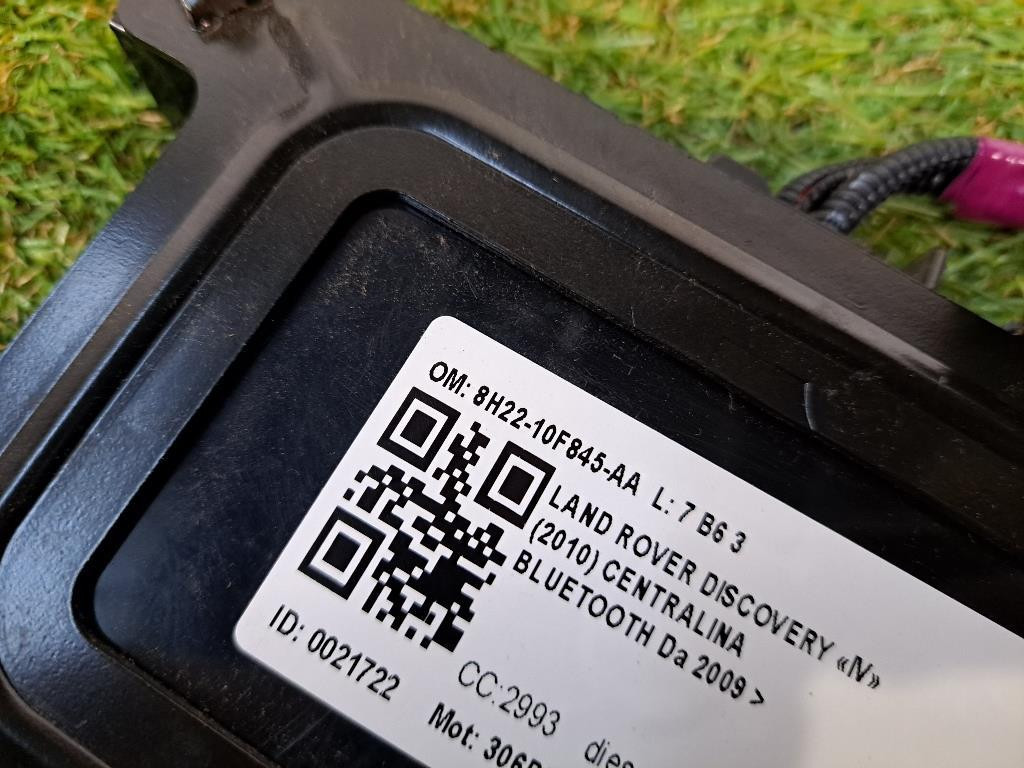 OM: 8H22-10F845-AA L: 7 B6 3
LAND ROVER DISCOVERY «IV»
(2010) CENTRALINA
BLUETOOTH Da 2009 >
ID: 0021722
CC:2993
Mot: